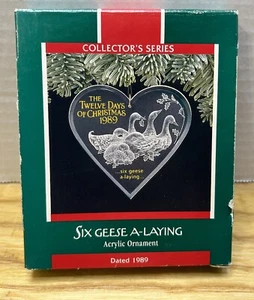 COLLECTOR'S SERIES
THE
TWELVE DAYS
OF CHRISTMAS
1989
...six geese
a-laying...
SIX GEESE A-LAYING
Acrylic Ornament
Dated 1989